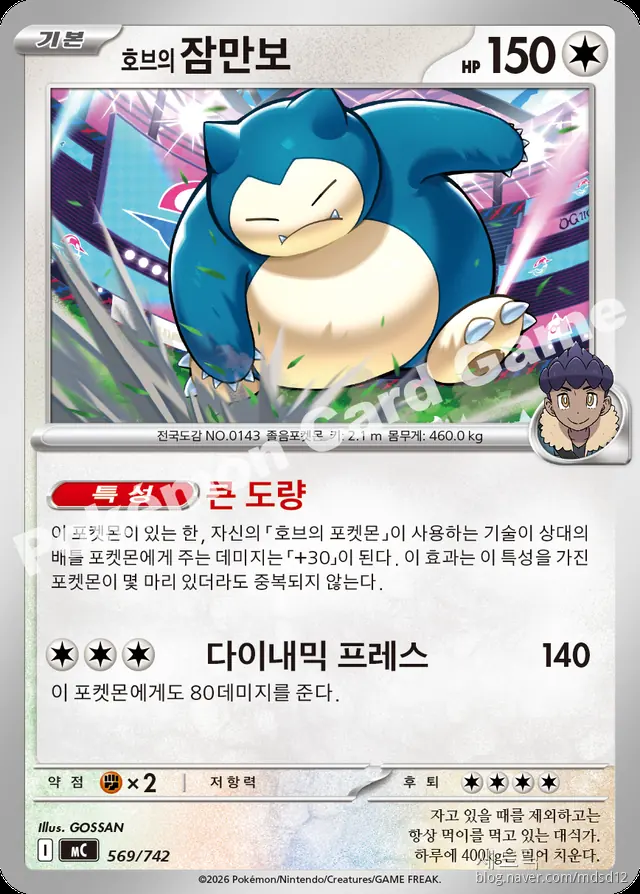 기본
호브의 잠만보 HP 150
전국도감 NO.0143 졸음포켓몬 키: 2.1 m 몸무게: 460.0 kg
Pokémon Card Game
특성 큰 도량
이 포켓몬이 있는 한, 자신의 「호브의 포켓몬」이 사용하는 기술이 상대의
배틀 포켓몬에게 주는 데미지는 「+30」이 된다. 이 효과는 이 특성을 가진
포켓몬이 몇 마리 있더라도 중복되지 않는다.
다이내믹 프레스 140
이 포켓몬에게도 80데미지를 준다.
약점 ×2 저항력 후퇴
Illus. GOSSAN
I mC 569/742
자고 있을 때를 제외하고는
항상 먹이를 먹고 있는 대식가.
하루에 400kg은 먹어 치운다.
©2026 Pokémon/Nintendo/Creatures/GAME FREAK.
blog.naver.com/mdsd12